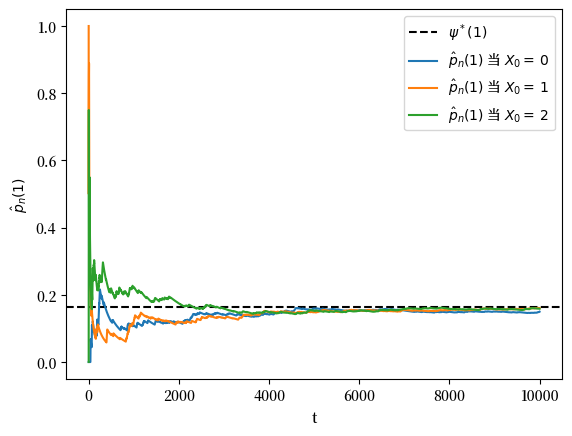 1.0
0.8
0.6
0.4
0.2
0.0
p̂ₙ(1)
0 2000 4000 6000 8000 10000
t
ψ*(1)
p̂ₙ(1) 当 X₀ = 0
p̂ₙ(1) 当 X₀ = 1
p̂ₙ(1) 当 X₀ = 2